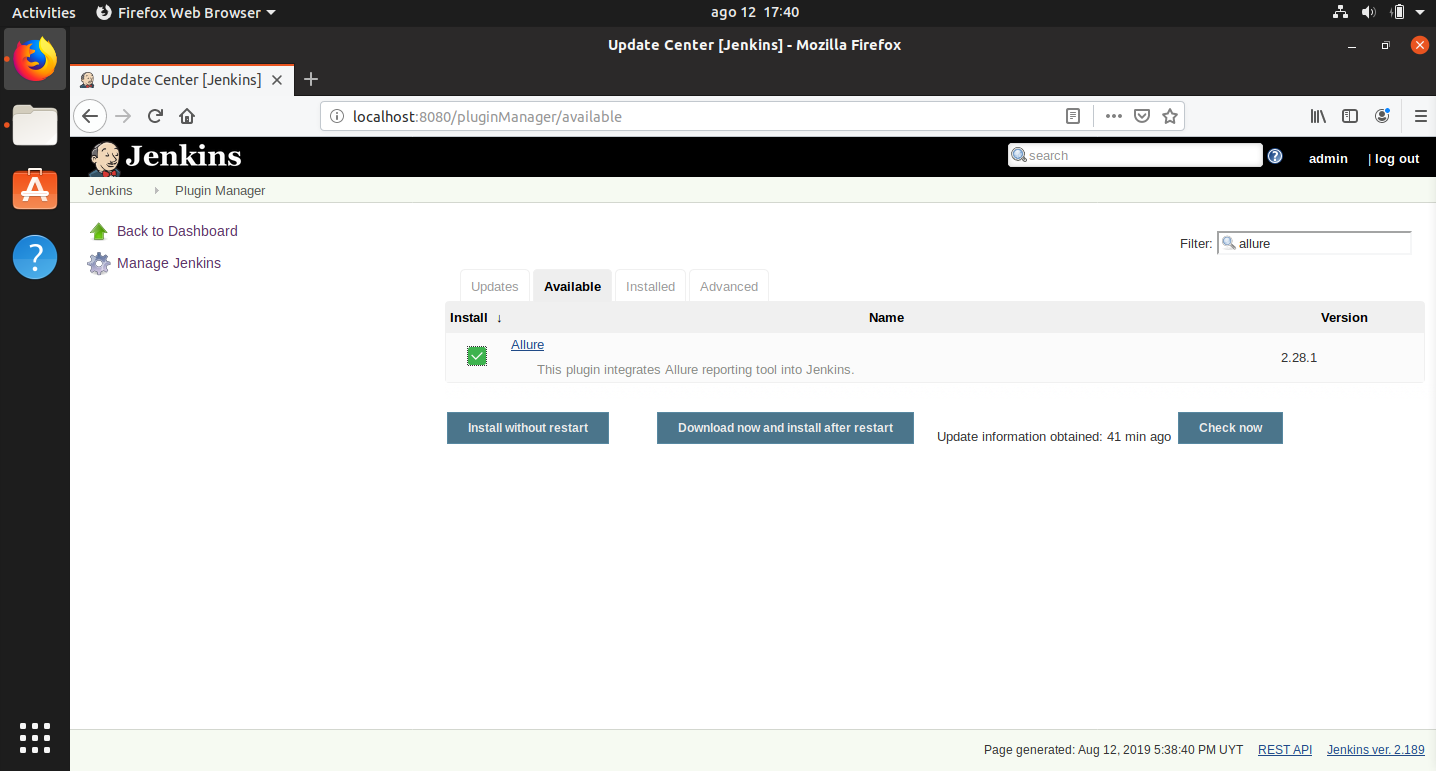 Activities Firefox Web Browser ago 12 17:40
Update Center [Jenkins] - Mozilla Firefox
Update Center [Jenkins]
localhost:8080/pluginManager/available
Jenkins search admin | log out
Jenkins Plugin Manager
Back to Dashboard
Filter: allure
Manage Jenkins
Updates Available Installed Advanced
Install ↓ Name Version
Allure
This plugin integrates Allure reporting tool into Jenkins.
2.28.1
Install without restart Download now and install after restart Update information obtained: 41 min ago Check now
Page generated: Aug 12, 2019 5:38:40 PM UYT REST API Jenkins ver. 2.189